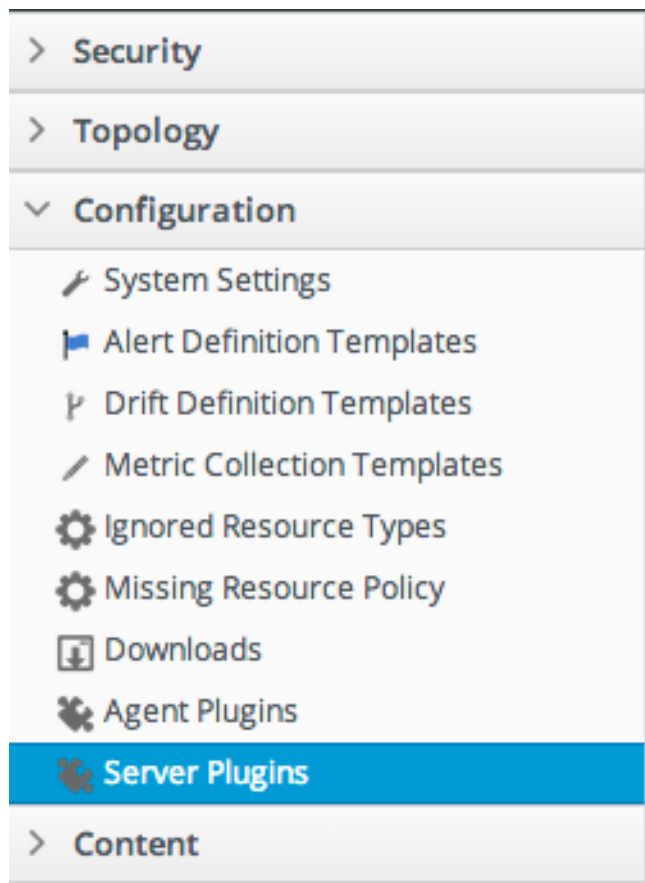 Security
Topology
Configuration
System Settings
Alert Definition Templates
Drift Definition Templates
Metric Collection Templates
Ignored Resource Types
Missing Resource Policy
Downloads
Agent Plugins
Server Plugins
Content